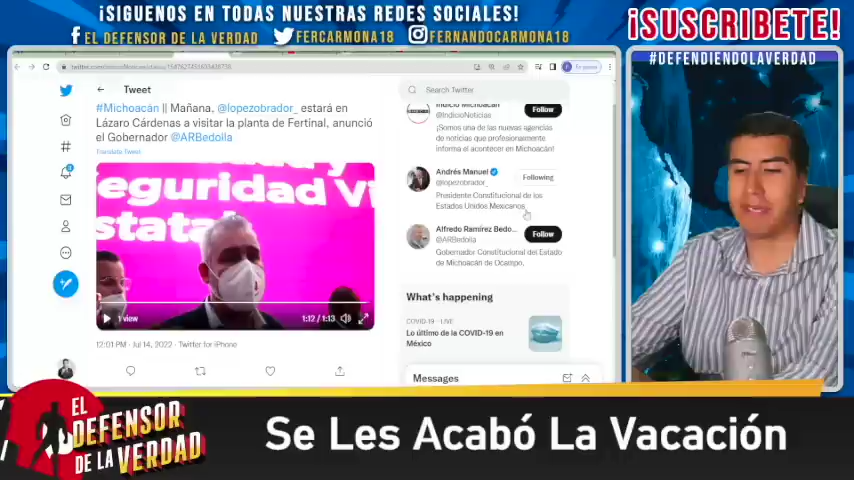 ¡SIGUENOS EN TODAS NUESTRAS REDES SOCIALES!
EL DEFENSOR DE LA VERDAD
FERCARMONA18
FERNANDOCARMONA18
¡SUSCRIBETE!
#DEFENDIENDOLAVERDAD
Tweet
#Michoacán || Mañana, @lopezobrador_ estará en
Lázaro Cárdenas a visitar la planta de Fertinal, anunció
el Gobernador @ARBedolla
Translate Tweet
eguridad Vi
stata
1 view
1:12 / 1:13
12:01 PM · Jul 14, 2022 · Twitter for iPhone
Search Twitter
Indicio Michoacán
@IndicioNoticias
Follow
¡Somos una de las nuevas agencias
de noticias que profesionalmente
informa el acontecer en Michoacán!
Andrés Manuel
@lopezobrador_
Following
Presidente Constitucional de los
Estados Unidos Mexicanos
Alfredo Ramírez Bedo...
@ARBedolla
Follow
Gobernador Constitucional del Estado
de Michoacán de Ocampo.
What's happening
COVID-19 · LIVE
Lo último de la COVID-19 en
México
Messages
EL
DEFENSOR
DE LA VERDAD
Se Les Acabó La Vacación